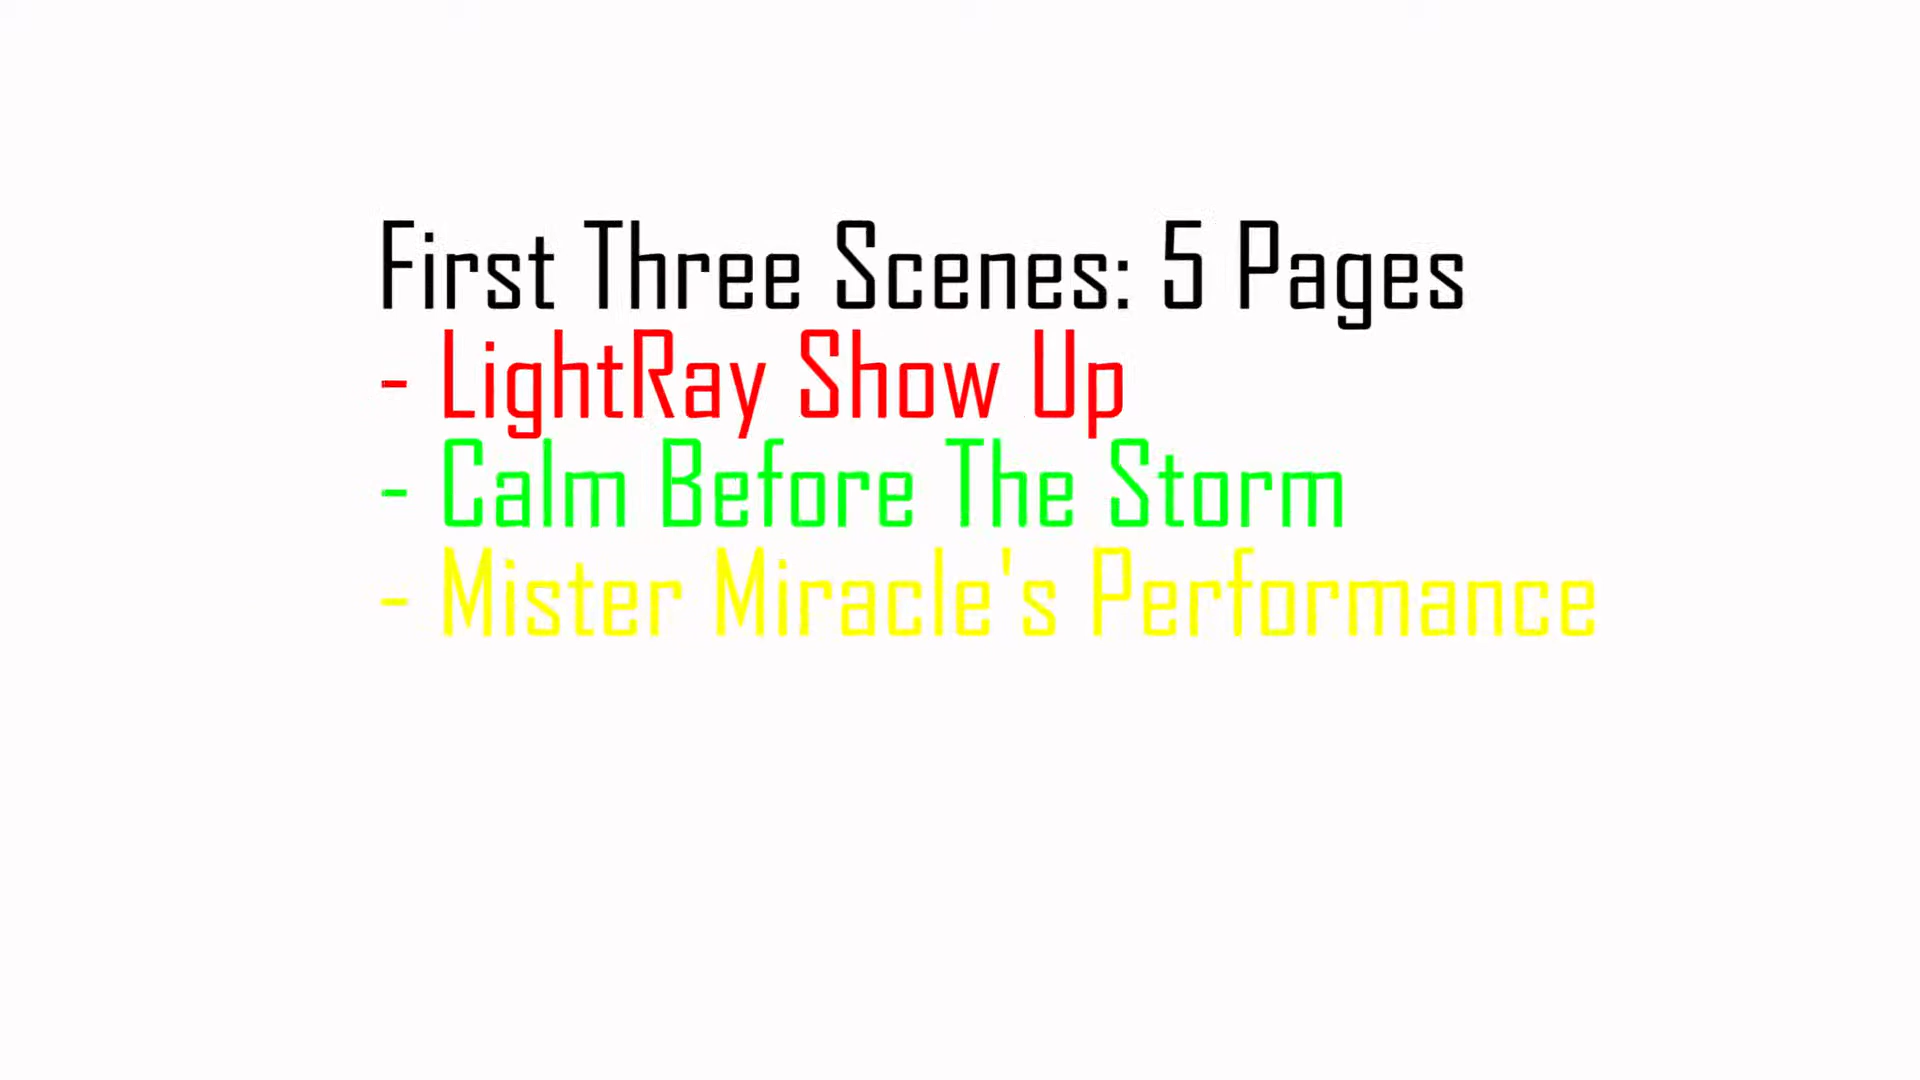 First Three Scenes: 5 Pages
- LightRay Show Up
- Calm Before The Storm
- Mister Miracle's Performance